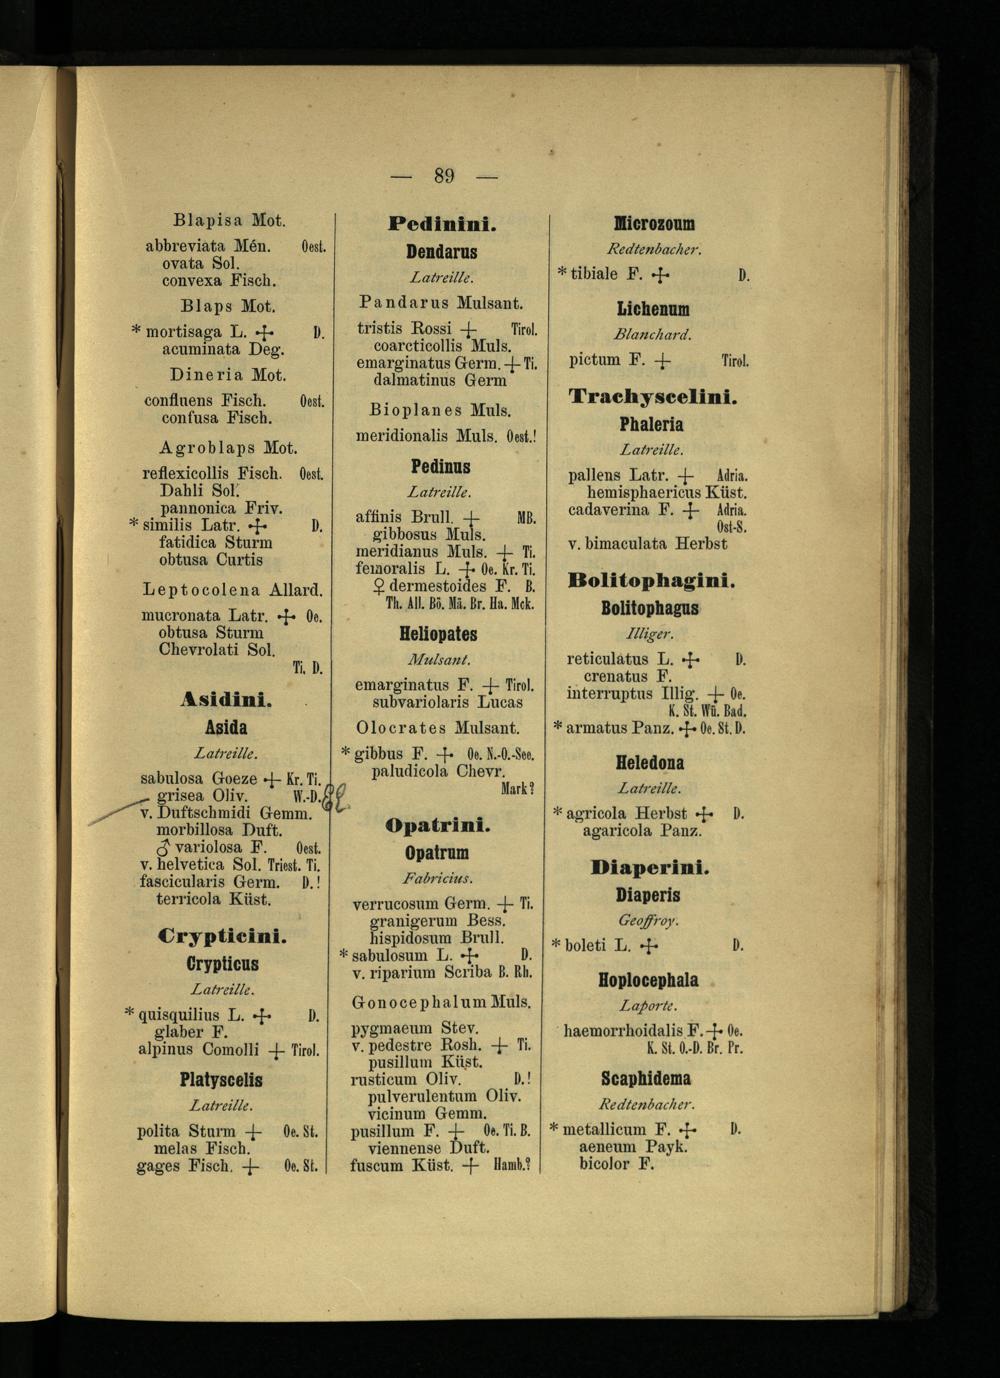 — 89 —
Blapisa Mot.
abbreviata Mén. Oest.
ovata Sol.
convexa Fisch.
Blaps Mot.
* mortisaga L. ·+· D.
acuminata Deg.
Dineria Mot.
confluens Fisch. Oest.
confusa Fisch.
Agroblaps Mot.
reflexicollis Fisch. Oest.
Dahli Sol.
pannonica Friv.
* similis Latr. ·+· D.
fatidica Sturm
obtusa Curtis
Leptocolena Allard.
mucronata Latr. ·+· Oe.
obtusa Sturm
Chevrolati Sol.
Ti. D.
Asidini.
Asida
Latreille.
sabulosa Goeze ·+· Kr. Ti.
grisea Oliv. W.-D.
v. Duftschmidi Gemm.
morbillosa Duft.
♂ variolosa F. Oest.
v. helvetica Sol. Triest. Ti.
fascicularis Germ. D.!
terricola Küst.
Crypticini.
Crypticus
Latreille.
* quisquilius L. ·+· D.
glaber F.
alpinus Comolli + Tirol.
Platyscelis
Latreille.
polita Sturm + Oe. St.
melas Fisch.
gages Fisch. + Oe. St.
Pedinini.
Dendarus
Latreille.
Pandarus Mulsant.
tristis Rossi + Tirol.
coarcticollis Muls.
emarginatus Germ. + Ti.
dalmatinus Germ
Bioplanes Muls.
meridionalis Muls. Oest.!
Pedinus
Latreille.
affinis Brull. + MB.
gibbosus Muls.
meridianus Muls. + Ti.
femoralis L. ·+· Oe. Kr. Ti.
♀ dermestoides F. B.
Th. All. Bö. Mä. Br. Ha. Mck.
Heliopates
Mulsant.
emarginatus F. + Tirol.
subvariolaris Lucas
Olocrates Mulsant.
* gibbus F. ·+· Oe. N.-O.-See.
paludicola Chevr.
Mark?
Opatrini.
Opatrum
Fabricius.
verrucosum Germ. + Ti.
granigerum Bess.
hispidosum Brull.
* sabulosum L. ·+· D.
v. riparium Scriba B. Rh.
Gonocephalum Muls.
pygmaeum Stev.
v. pedestre Rosh. + Ti.
pusillum Küst.
rusticum Oliv. D.!
pulverulentum Oliv.
vicinum Gemm.
pusillum F. + Oe. Ti. B.
viennense Duft.
fuscum Küst. + Hamb.?
Microzoum
Redtenbacher.
* tibiale F. ·+· D.
Lichenum
Blanchard.
pictum F. + Tirol.
Trachyscelini.
Phaleria
Latreille.
pallens Latr. + Adria.
hemisphaericus Küst.
cadaverina F. + Adria.
Ost-S.
v. bimaculata Herbst
Bolitophagini.
Bolitophagus
Illiger.
reticulatus L. ·+· D.
crenatus F.
interruptus Illig. + Oe.
K. St. Wü. Bad.
* armatus Panz. ·+· Oe. St. D.
Heledona
Latreille.
* agricola Herbst ·+· D.
agaricola Panz.
Diaperini.
Diaperis
Geoffroy.
* boleti L. ·+· D.
Hoplocephala
Laporte.
haemorrhoidalis F. ·+· Oe.
K. St. O.-D. Br. Pr.
Scaphidema
Redtenbacher.
* metallicum F. ·+· D.
aeneum Payk.
bicolor F.